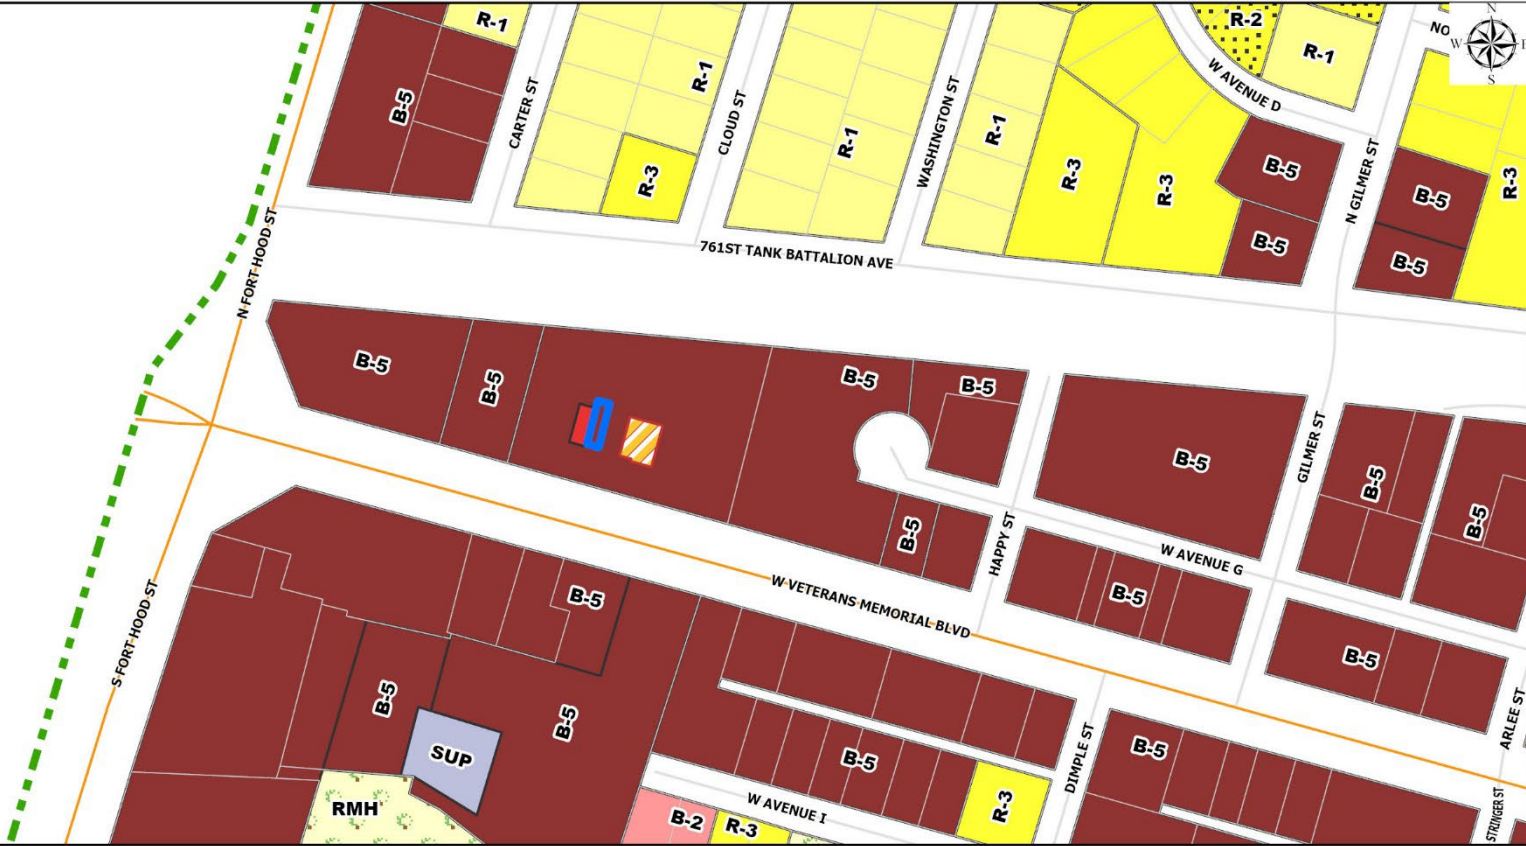 R-1
R-2
NO
N
W
E
S
R-1
R-1
W AVENUE D
B-5
CARTER ST
CLOUD ST
R-1
WASHINGTON ST
R-1
R-3
R-3
R-3
B-5
N GILMER ST
B-5
R-3
B-5
B-5
761ST TANK BATTALION AVE
N FORT HOOD ST
B-5
B-5
B-5
B-5
B-5
GILMER ST
B-5
B-5
B-5
HAPPY ST
W AVENUE G
B-5
B-5
W VETERANS MEMORIAL BLVD
S FORT HOOD ST
B-5
B-5
B-5
SUP
B-5
DIMPLE ST
B-5
ARLEE ST
RMH
B-2
R-3
W AVENUE I
R-3
STRINGER ST